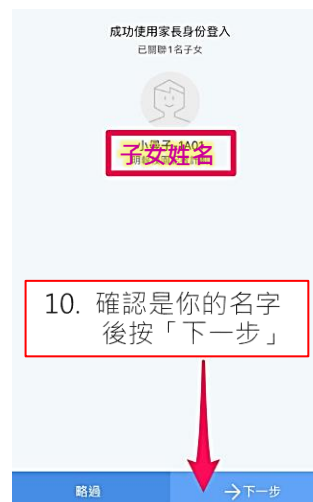 成功使用家長身份登入
已關聯1名子女
子女姓名
10. 確認是你的名字
後按「下一步」
略過
→下一步